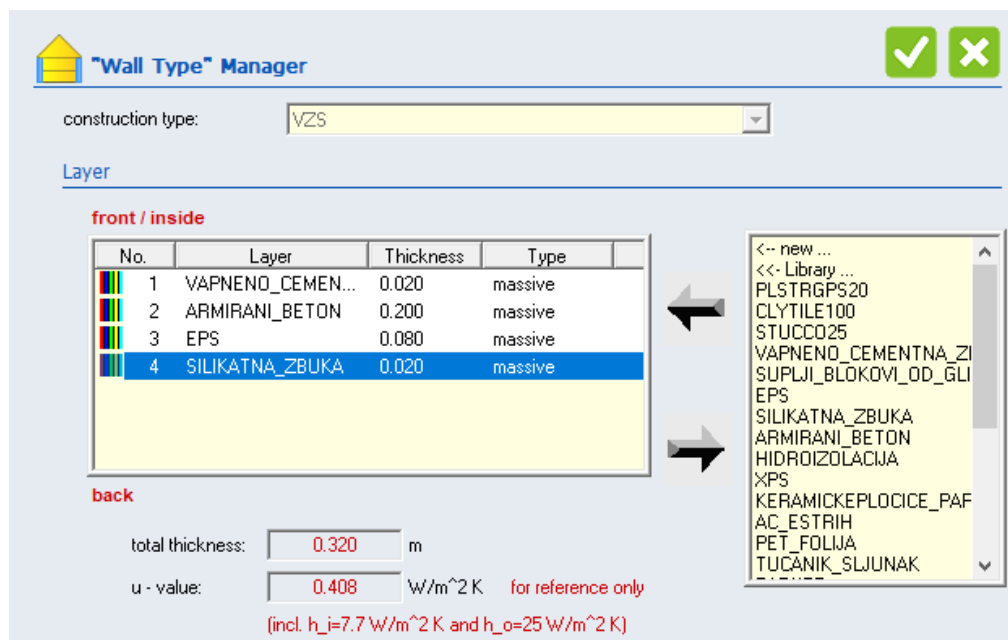 "Wall Type" Manager
construction type: VZS
Layer
front / inside
No. Layer Thickness Type
1 VAPNENO_CEMEN... 0.020 massive
2 ARMIRANI_BETON 0.200 massive
3 EPS 0.080 massive
4 SILIKATNA_ZBUKA 0.020 massive
back
total thickness: 0.320 m
u - value: 0.408 W/m^2 K for reference only
(incl. h_i=7.7 W/m^2 K and h_o=25 W/m^2 K)
<-- new ...
<<- Library ...
PLSTRGPS20
CLYTILE100
STUCCO25
VAPNENO_CEMENTNA_ZI
SUPLJI_BLOKOVI_OD_GLI
EPS
SILIKATNA_ZBUKA
ARMIRANI_BETON
HIDROIZOLACIJA
XPS
KERAMICKEPLOCICE_PAF
AC_ESTRIH
PET_FOLIJA
TUCANIK_SLJUNAK